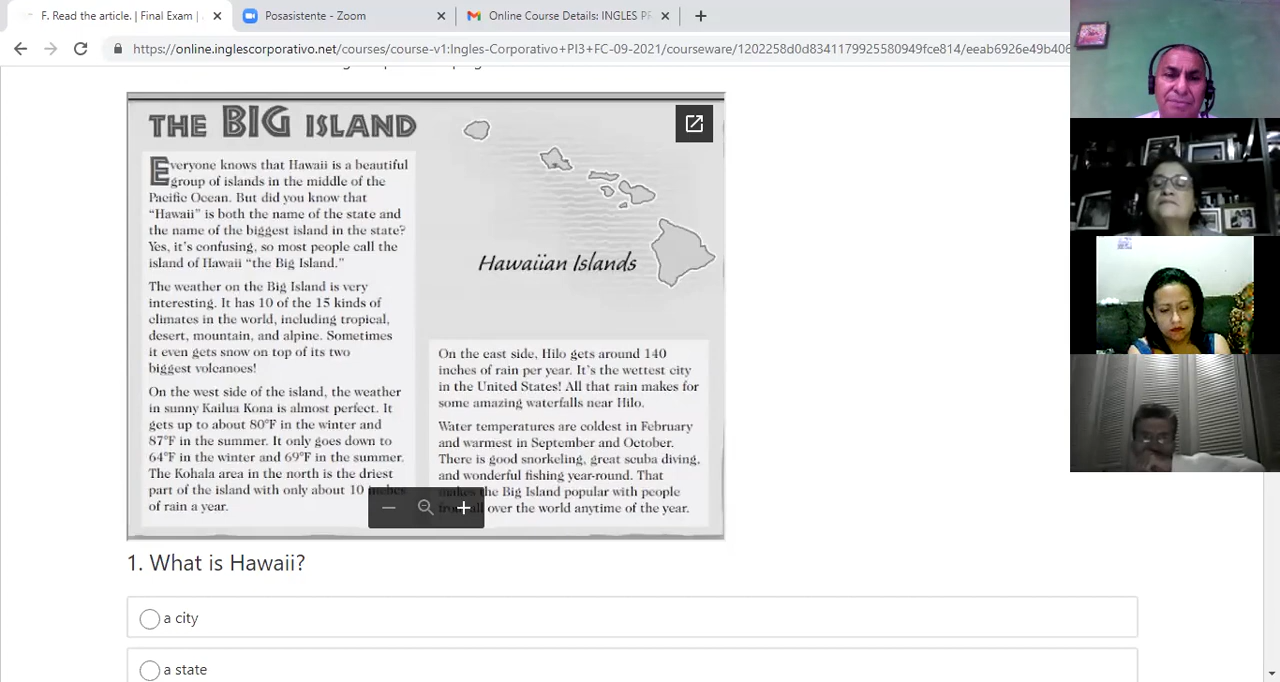 F. Read the article. | Final Exam |
Posasistente - Zoom
Online Course Details: INGLES PF
https://online.inglescorporativo.net/courses/course-v1:Ingles-Corporativo+PI3+FC-09-2021/courseware/1202258d0d8341179925580949fce814/eeab6926e49b406
THE BIG ISLAND
Everyone knows that Hawaii is a beautiful
group of islands in the middle of the
Pacific Ocean. But did you know that
“Hawaii” is both the name of the state and
the name of the biggest island in the state?
Yes, it’s confusing, so most people call the
island of Hawaii “the Big Island.”
The weather on the Big Island is very
interesting. It has 10 of the 15 kinds of
climates in the world, including tropical,
desert, mountain, and alpine. Sometimes
it even gets snow on top of its two
biggest volcanoes!
On the west side of the island, the weather
in sunny Kailua Kona is almost perfect. It
gets up to about 80°F in the winter and
87°F in the summer. It only goes down to
64°F in the winter and 69°F in the summer.
The Kohala area in the north is the driest
part of the island with only about 10 inches
of rain a year.
Hawaiian Islands
On the east side, Hilo gets around 140
inches of rain per year. It’s the wettest city
in the United States! All that rain makes for
some amazing waterfalls near Hilo.
Water temperatures are coldest in February
and warmest in September and October.
There is good snorkeling, great scuba diving,
and wonderful fishing year-round. That
makes the Big Island popular with people
from all over the world anytime of the year.
1. What is Hawaii?
a city
a state